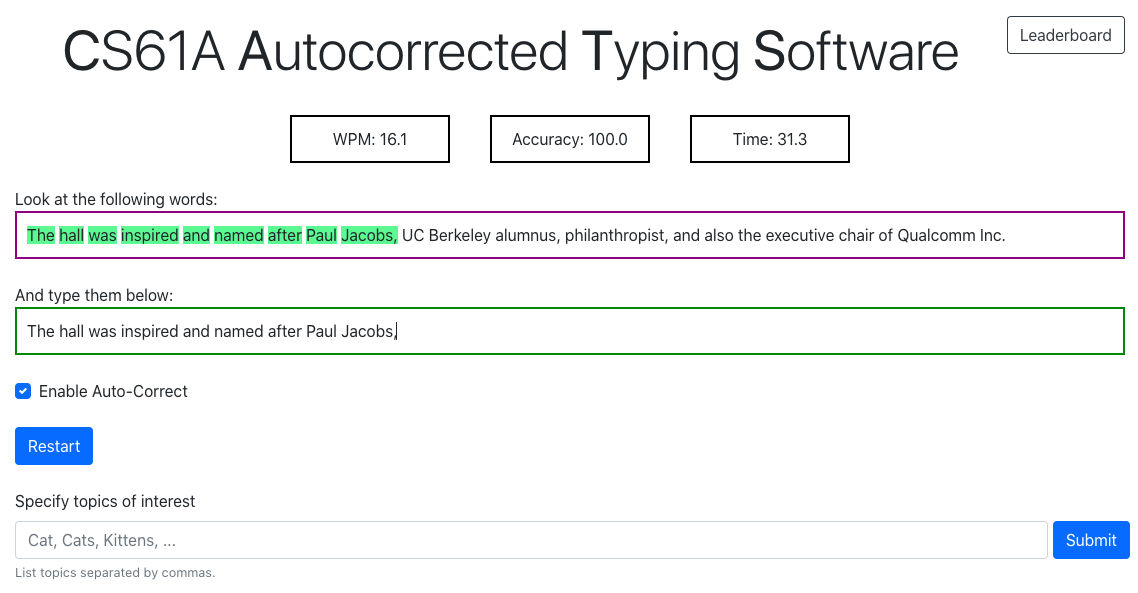 CS61A Autocorrected Typing Software
Leaderboard
WPM: 16.1
Accuracy: 100.0
Time: 31.3
Look at the following words:
The hall was inspired and named after Paul Jacobs, UC Berkeley alumnus, philanthropist, and also the executive chair of Qualcomm Inc.
And type them below:
The hall was inspired and named after Paul Jacobs,
Enable Auto-Correct
Restart
Specify topics of interest
Cat, Cats, Kittens, ...
Submit
List topics separated by commas.